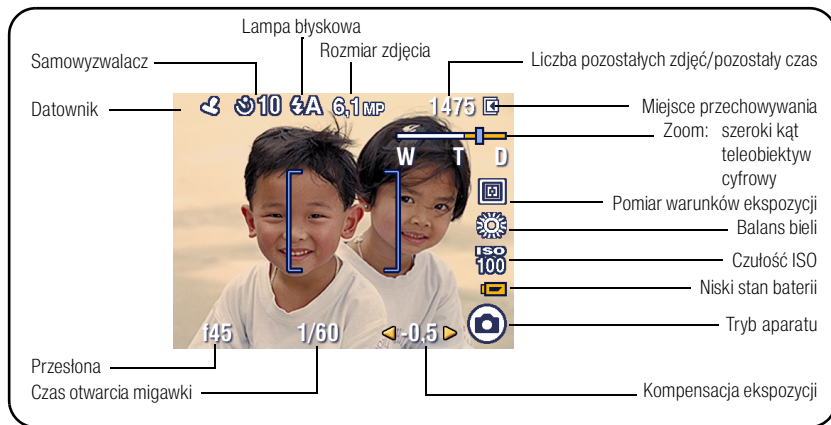 Lampa błyskowa
Samowyzwalacz
Rozmiar zdjęcia
Liczba pozostałych zdjęć/pozostały czas
Datownik
10 A 6,1 MP
1475
Miejsce przechowywania
Zoom: szeroki kąt
teleobiektyw
cyfrowy
W T D
Pomiar warunków ekspozycji
Balans bieli
ISO
100
Czułość ISO
Niski stan baterii
Tryb aparatu
f45 1/60 -0.5
Przesłona
Czas otwarcia migawki
Kompensacja ekspozycji